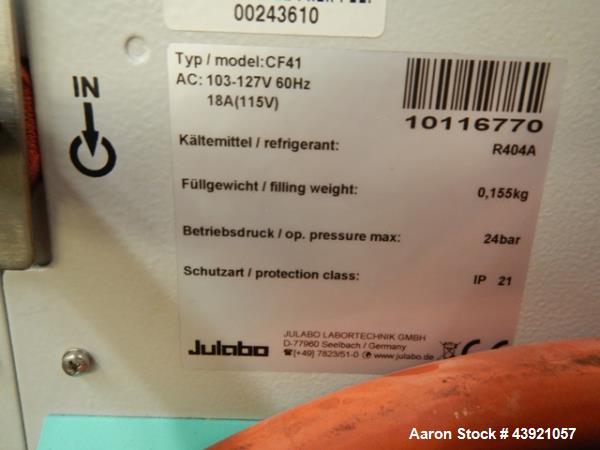 00243610
IN
Typ / model:CF41
AC: 103-127V 60Hz
18A(115V)
10116770
Kältemittel / refrigerant: R404A
Füllgewicht / filling weight: 0,155kg
Betriebsdruck / op. pressure max: 24bar
Schutzart / protection class: IP 21
Julabo
JULABO LABORTECHNIK GMBH
D-77960 Seelbach / Germany
☎[+49] 7823/51-0 www.julabo.de
CE
Aaron Stock # 43921057